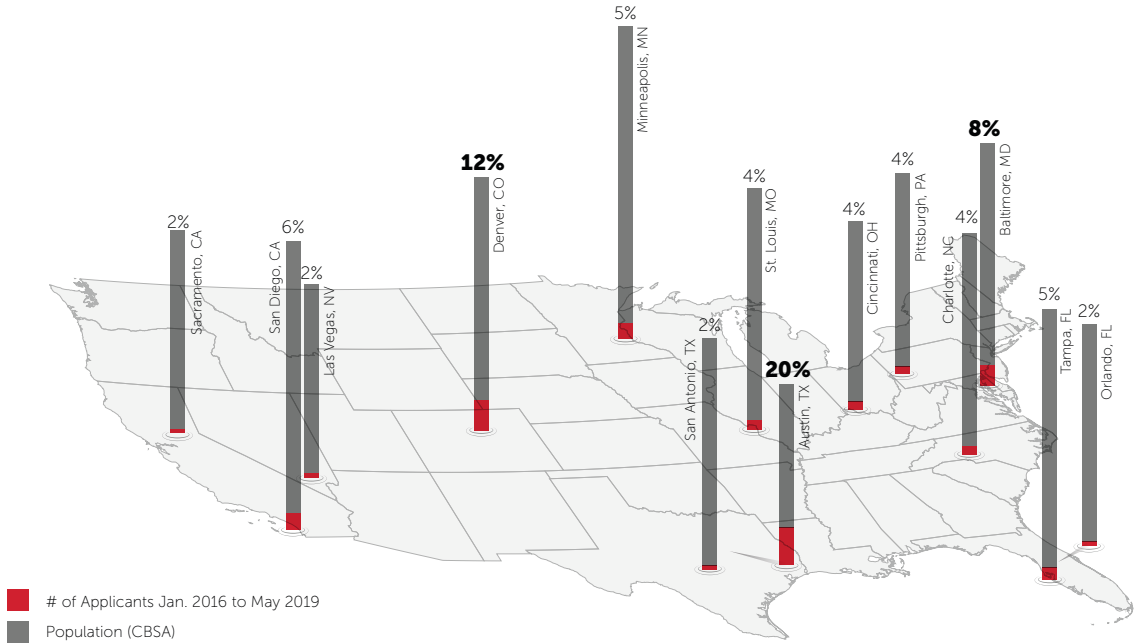 5%
Minneapolis, MN
12%
Denver, CO
8%
Baltimore, MD
4%
Pittsburgh, PA
4%
St. Louis, MO
4%
Cincinnati, OH
4%
Charlotte, NC
2%
Sacramento, CA
6%
San Diego, CA
2%
Las Vegas, NV
5%
Tampa, FL
2%
Orlando, FL
2%
San Antonio, TX
20%
Austin, TX
# of Applicants Jan. 2016 to May 2019
Population (CBSA)